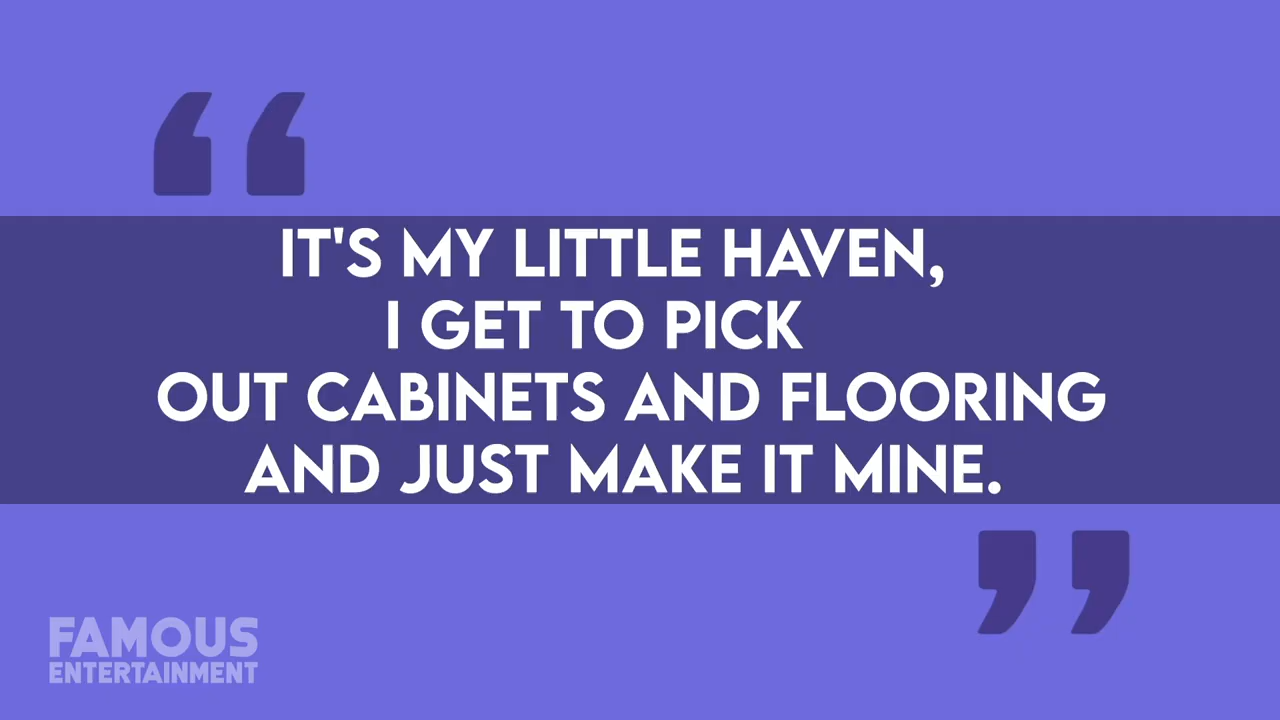 IT'S MY LITTLE HAVEN,
I GET TO PICK
OUT CABINETS AND FLOORING
AND JUST MAKE IT MINE.
FAMOUS
ENTERTAINMENT